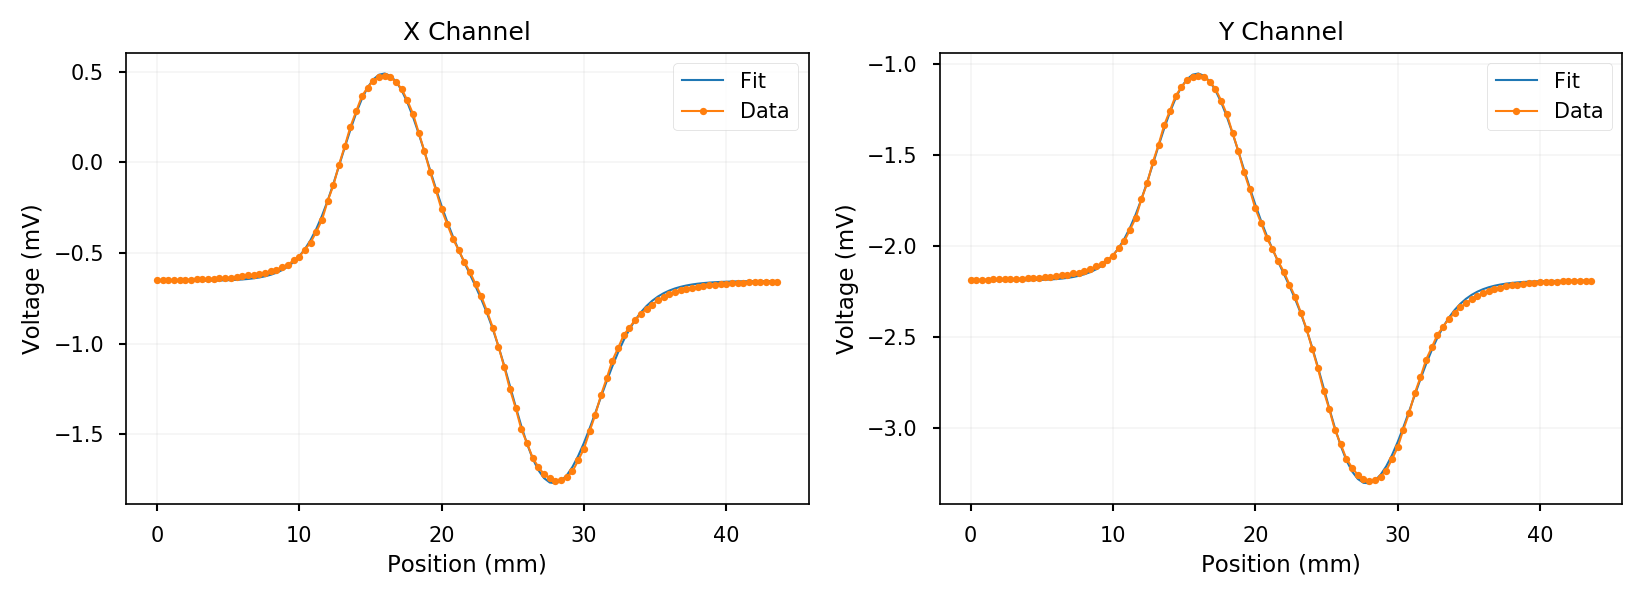 X Channel
Voltage (mV)
0.5
0.0
−0.5
−1.0
−1.5
0
10
20
30
40
Position (mm)
Fit
Data
Y Channel
Voltage (mV)
−1.0
−1.5
−2.0
−2.5
−3.0
0
10
20
30
40
Position (mm)
Fit
Data